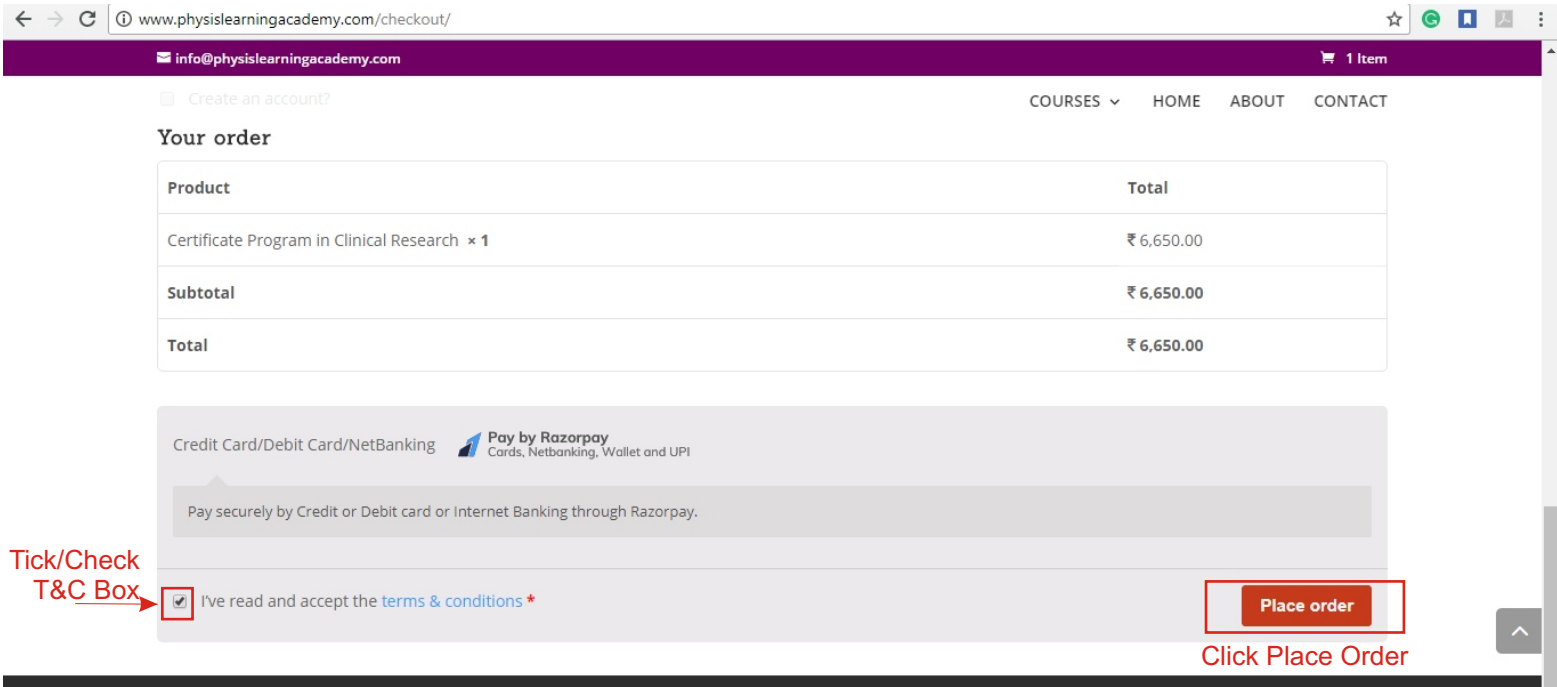 www.physislearningacademy.com/checkout/
info@physislearningacademy.com 1 Item
Create an account? COURSES HOME ABOUT CONTACT
Your order
Product Total
Certificate Program in Clinical Research × 1 ₹ 6,650.00
Subtotal ₹ 6,650.00
Total ₹ 6,650.00
Credit Card/Debit Card/NetBanking Pay by Razorpay
Cards, Netbanking, Wallet and UPI
Pay securely by Credit or Debit card or Internet Banking through Razorpay.
Tick/Check
T&C Box
I've read and accept the terms & conditions * Place order
Click Place Order